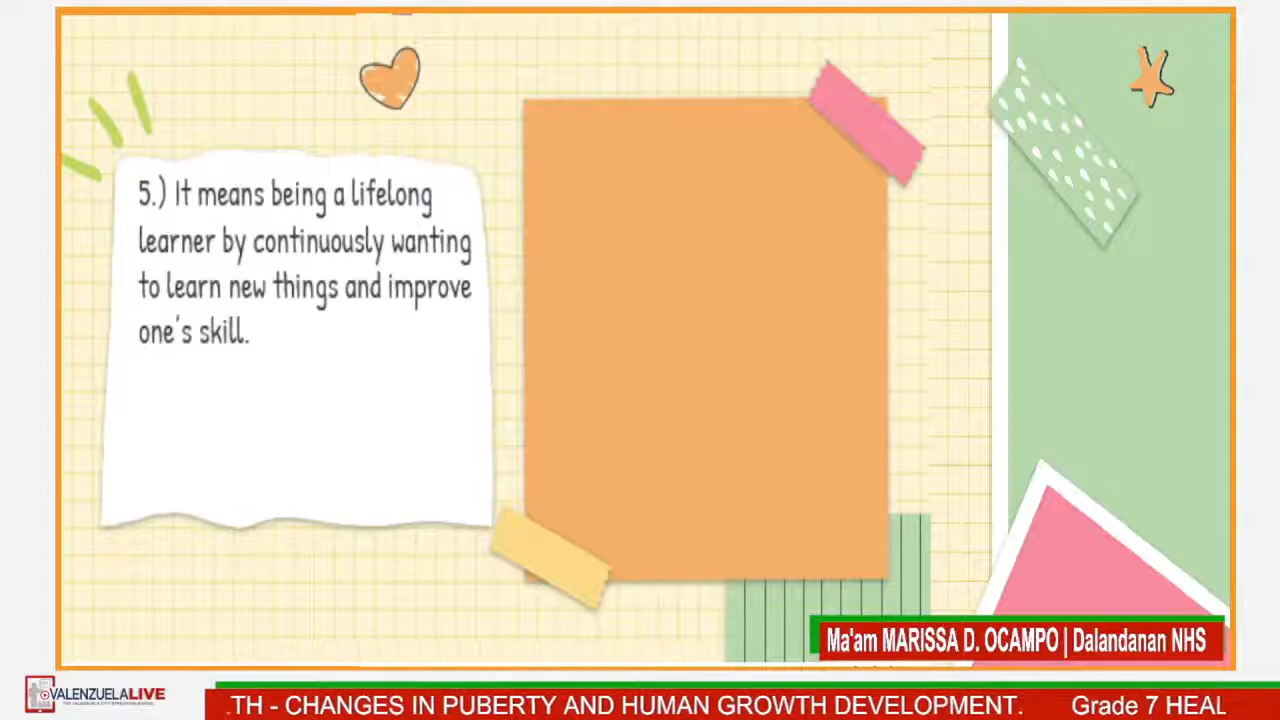 5.) It means being a lifelong
learner by continuously wanting
to learn new things and improve
one's skill.
Ma'am MARISSA D. OCAMPO | Dalandanan NHS
VALENZUELALIVE
.TH - CHANGES IN PUBERTY AND HUMAN GROWTH DEVELOPMENT. Grade 7 HEAL